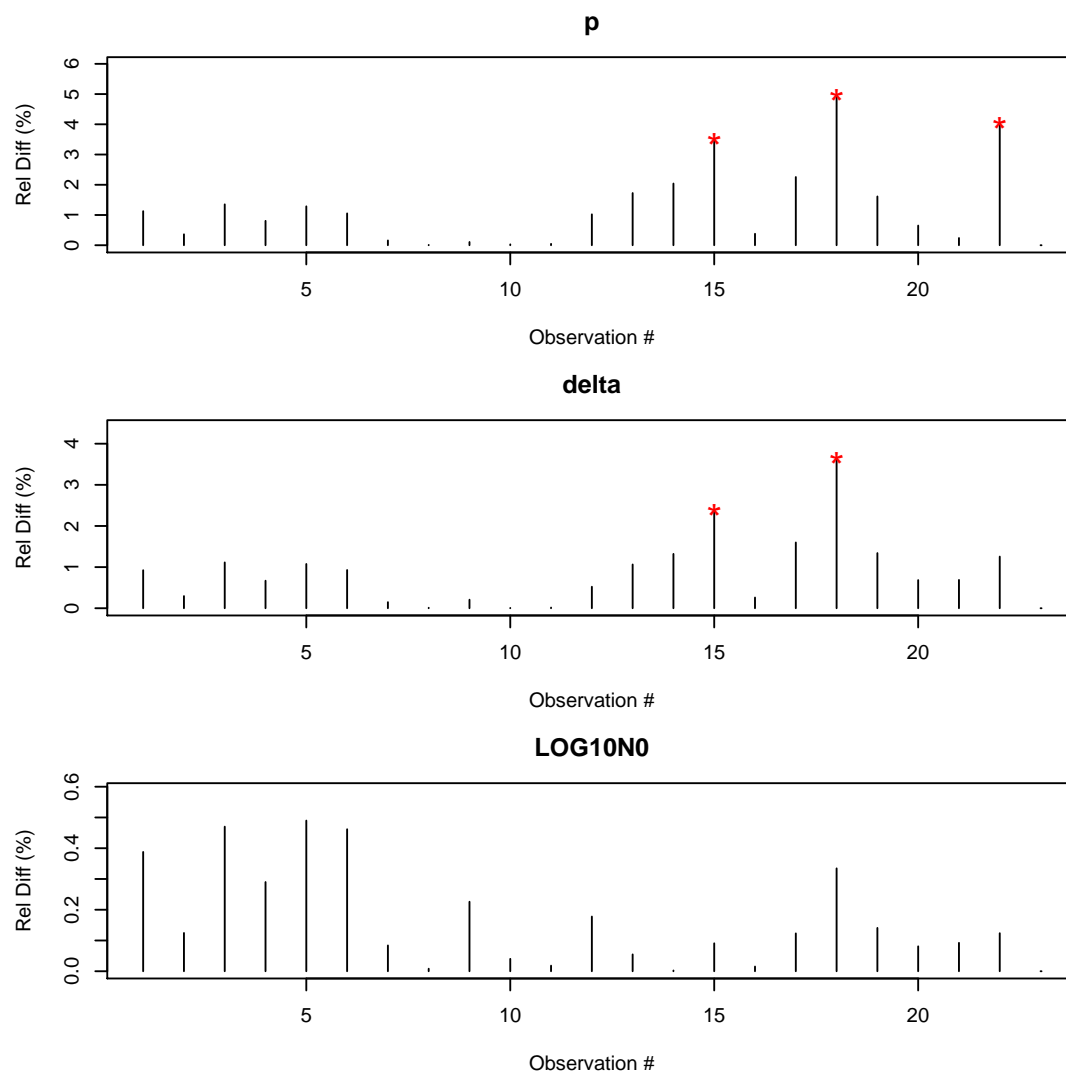 p
Rel Diff (%)
0 1 2 3 4 5 6
* * *
5 10 15 20
Observation #
delta
Rel Diff (%)
0 1 2 3 4
* *
5 10 15 20
Observation #
LOG10N0
Rel Diff (%)
0.0 0.2 0.4 0.6
5 10 15 20
Observation #